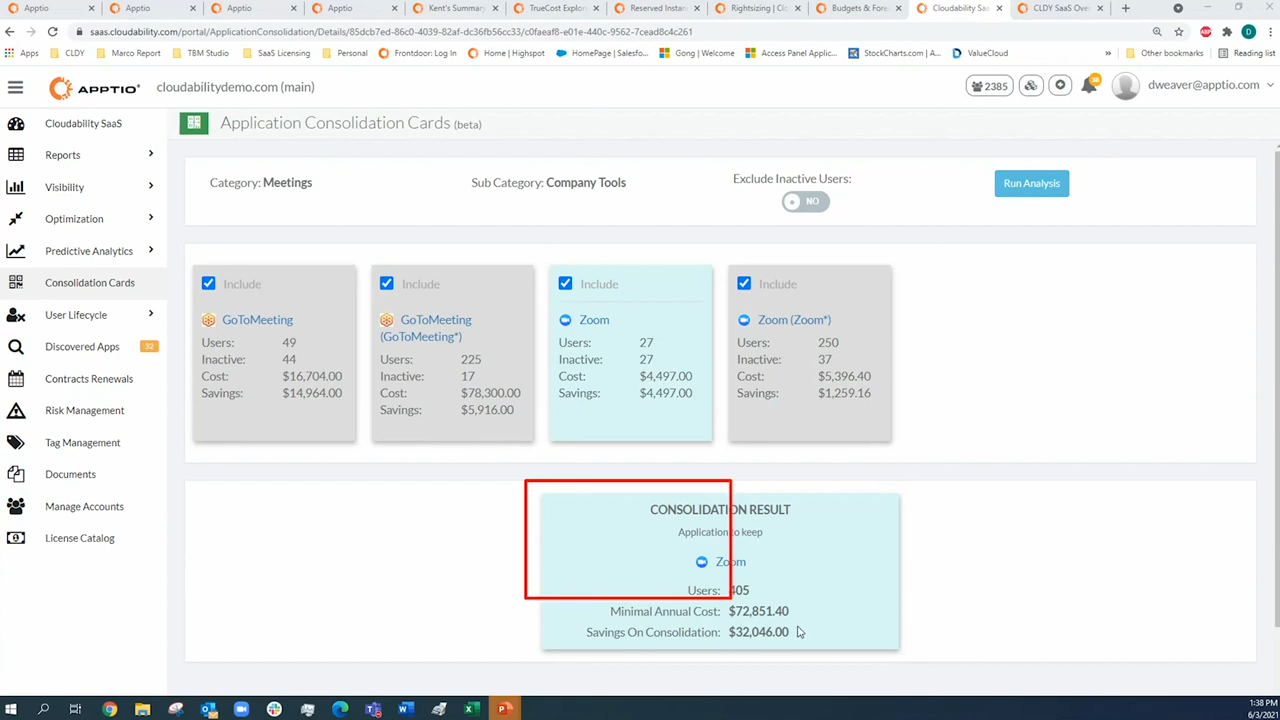 Apptio
Apptio
Apptio
Apptio
Kent's Summary
TrueCost Explor
Reserved Instan
Rightsizing | Cl
Budgets & Fore
Cloudability Saa
CLDY SaaS Over
saas.cloudability.com/portal/ApplicationConsolidation/Details/85dcb7ed-86c0-4039-82af-dc36fb56cc33/c0faeaf8-e01e-440c-9562-7cead8c4c261
Apps CLDY Marco Report TBM Studio SaaS Licensing Personal Frontdoor: Log In Home | Highspot HomePage | Salesfo... Gong | Welcome Access Panel Applic... StockCharts.com | A... ValueCloud » Other bookmarks Reading list
APPTIO cloudabilitydemo.com (main) 2385 dweaver@apptio.com
Cloudability SaaS
Reports
Visibility
Optimization
Predictive Analytics
Consolidation Cards
User Lifecycle
Discovered Apps 32
Contracts Renewals
Risk Management
Tag Management
Documents
Manage Accounts
License Catalog
Application Consolidation Cards (beta)
Category: Meetings
Sub Category: Company Tools
Exclude Inactive Users:
NO
Run Analysis
Include
GoToMeeting
Users: 49
Inactive: 44
Cost: $16,704.00
Savings: $14,964.00
Include
GoToMeeting
(GoToMeeting*)
Users: 225
Inactive: 17
Cost: $78,300.00
Savings: $5,916.00
Include
Zoom
Users: 27
Inactive: 27
Cost: $4,497.00
Savings: $4,497.00
Include
Zoom (Zoom*)
Users: 250
Inactive: 37
Cost: $5,396.40
Savings: $1,259.16
CONSOLIDATION RESULT
Application to keep
Zoom
Users: 405
Minimal Annual Cost: $72,851.40
Savings On Consolidation: $32,046.00
1:38 PM
6/3/2021